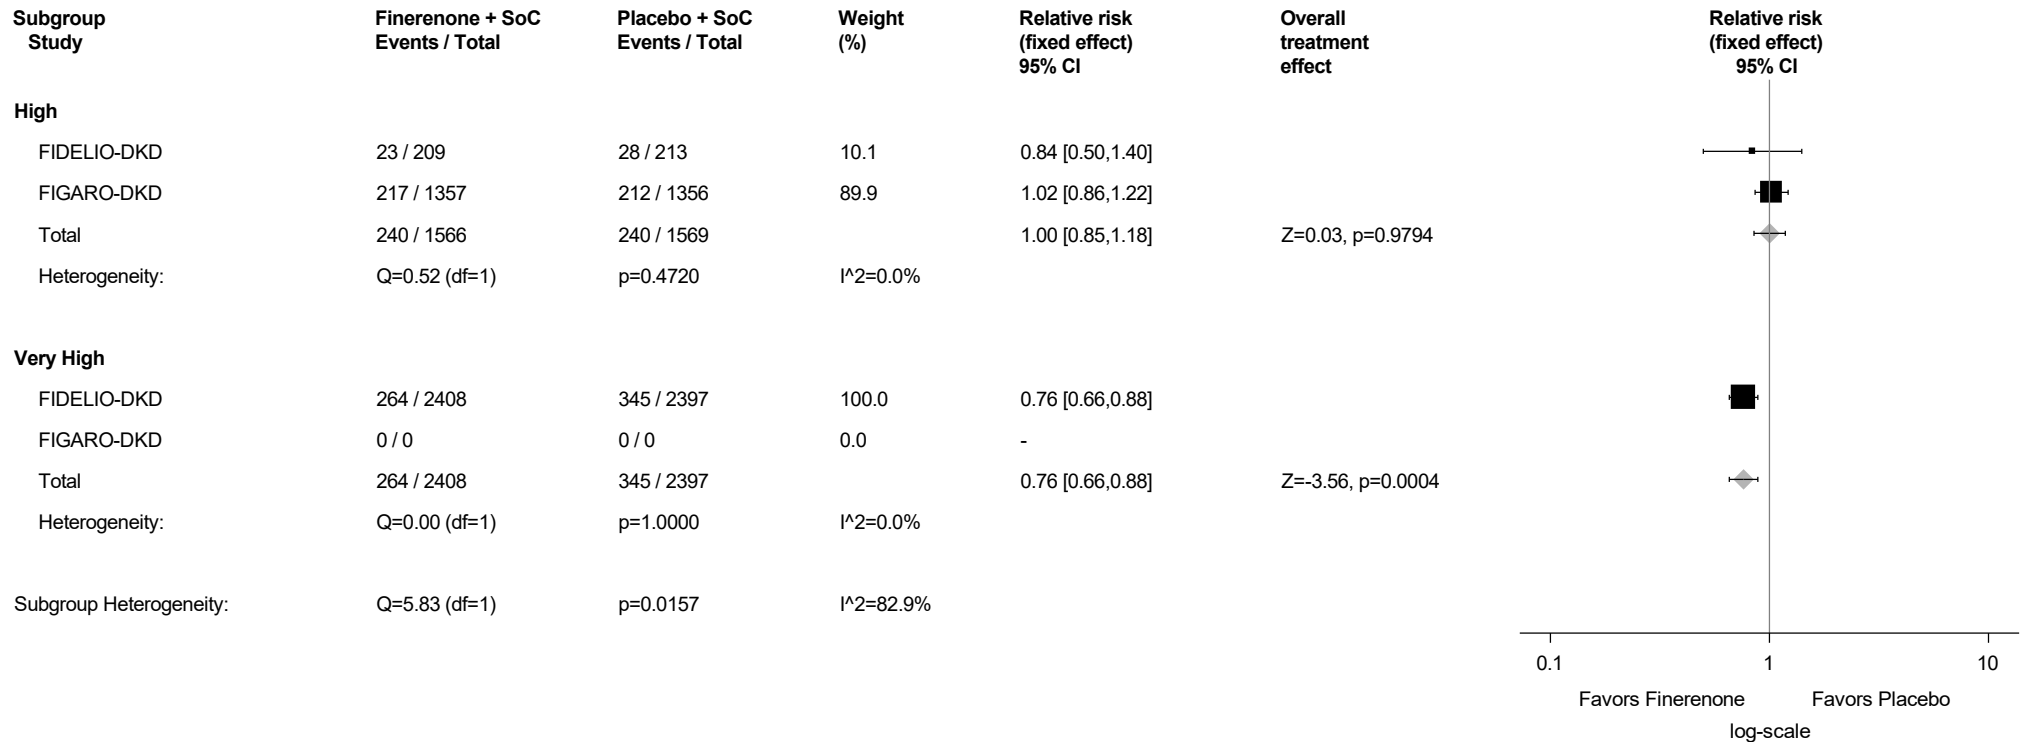 Subgroup Finerenone + SoC Placebo + SoC Weight Relative risk Overall Relative risk
Study Events / Total Events / Total (%) (fixed effect) treatment (fixed effect)
95% CI effect 95% CI
High
FIDELIO-DKD 23 / 209 28 / 213 10.1 0.84 [0.50,1.40]
FIGARO-DKD 217 / 1357 212 / 1356 89.9 1.02 [0.86,1.22]
Total 240 / 1566 240 / 1569 1.00 [0.85,1.18] Z=0.03, p=0.9794
Heterogeneity: Q=0.52 (df=1) p=0.4720 I^2=0.0%
Very High
FIDELIO-DKD 264 / 2408 345 / 2397 100.0 0.76 [0.66,0.88]
FIGARO-DKD 0 / 0 0 / 0 0.0 -
Total 264 / 2408 345 / 2397 0.76 [0.66,0.88] Z=-3.56, p=0.0004
Heterogeneity: Q=0.00 (df=1) p=1.0000 I^2=0.0%
Subgroup Heterogeneity: Q=5.83 (df=1) p=0.0157 I^2=82.9%
0.1 1 10
Favors Finerenone Favors Placebo
log-scale